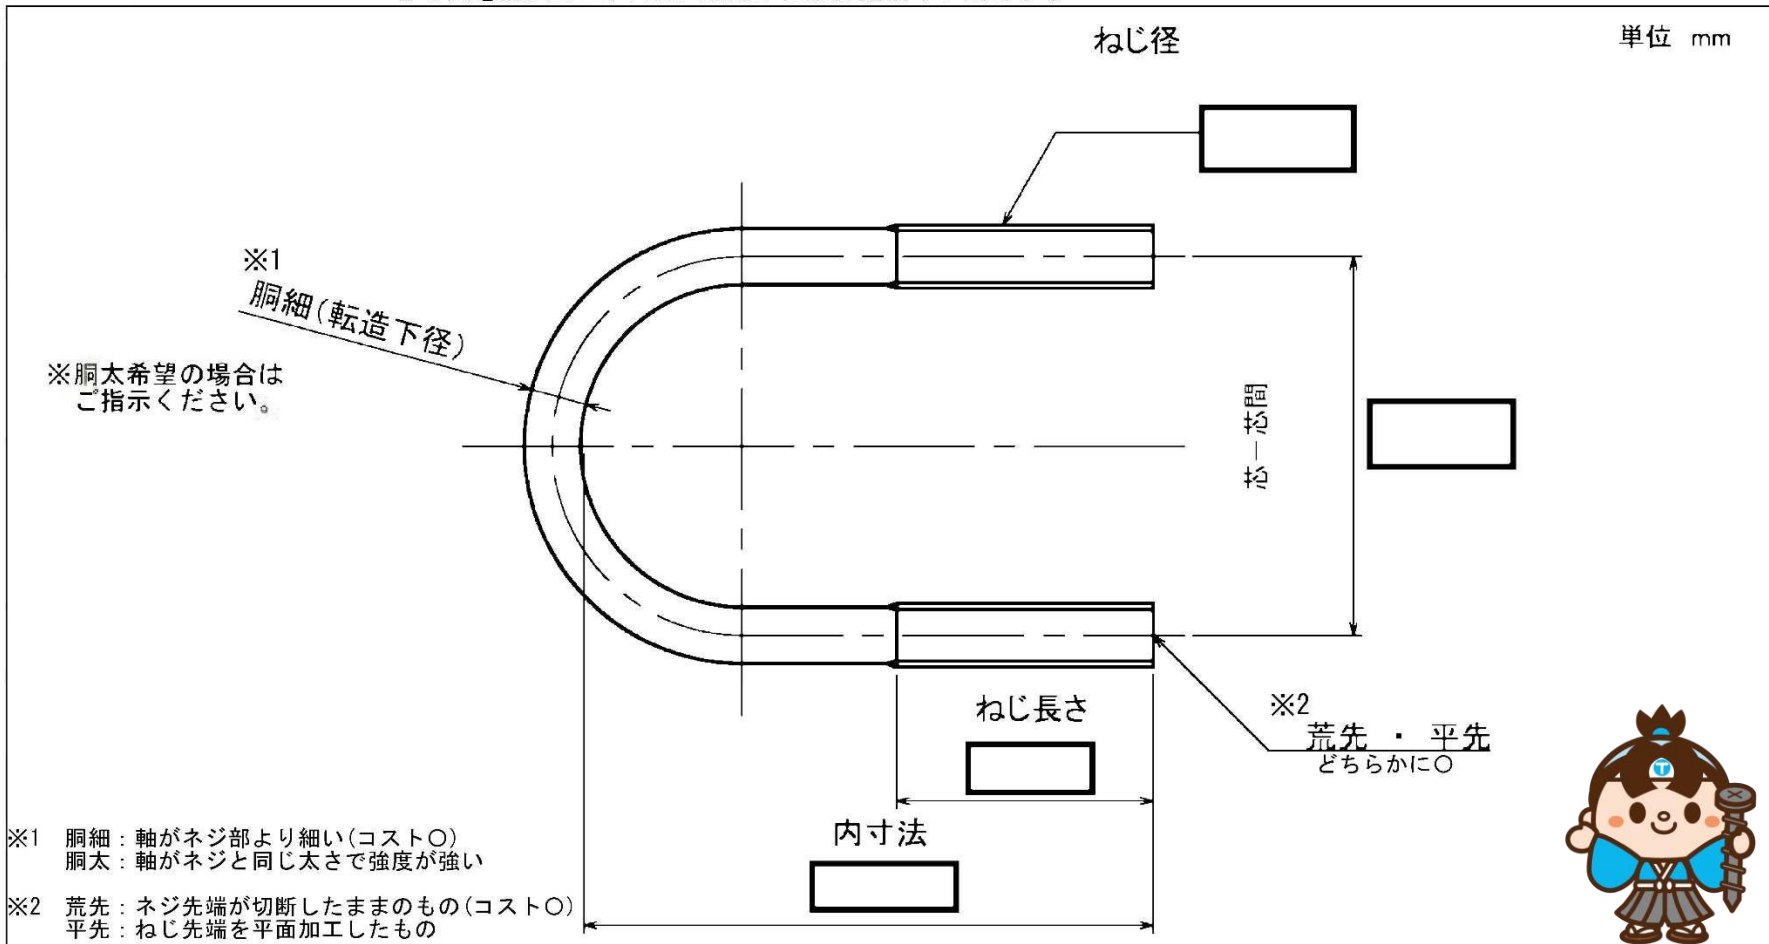 ねじ径
単位 mm
※1
胴細(転造下径)
※胴太希望の場合は
ご指示ください。
芯―芯間
ねじ長さ
※2
荒先 ・ 平先
どちらかに〇
内寸法
※1 胴細：軸がネジ部より細い(コスト〇)
胴太：軸がネジと同じ太さで強度が強い
※2 荒先：ネジ先端が切断したままのもの(コスト〇)
平先：ねじ先端を平面加工したもの
T